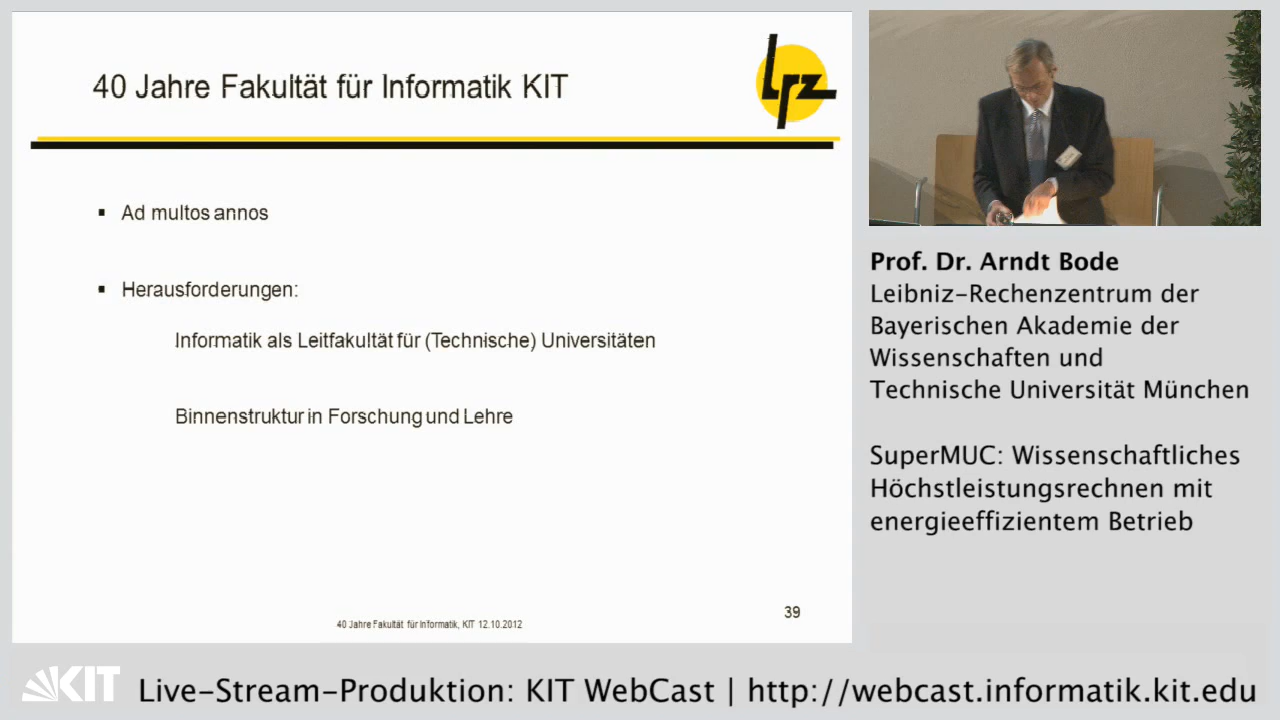 40 Jahre Fakultät für Informatik KIT
lrz
Ad multos annos
Herausforderungen:
Informatik als Leitfakultät für (Technische) Universitäten
Binnenstruktur in Forschung und Lehre
39
40 Jahre Fakultät für Informatik, KIT 12.10.2012
Prof. Dr. Arndt Bode
Leibniz-Rechenzentrum der
Bayerischen Akademie der
Wissenschaften und
Technische Universität München
SuperMUC: Wissenschaftliches
Höchstleistungsrechnen mit
energieeffizientem Betrieb
KIT
Live-Stream-Produktion: KIT WebCast | http://webcast.informatik.kit.edu